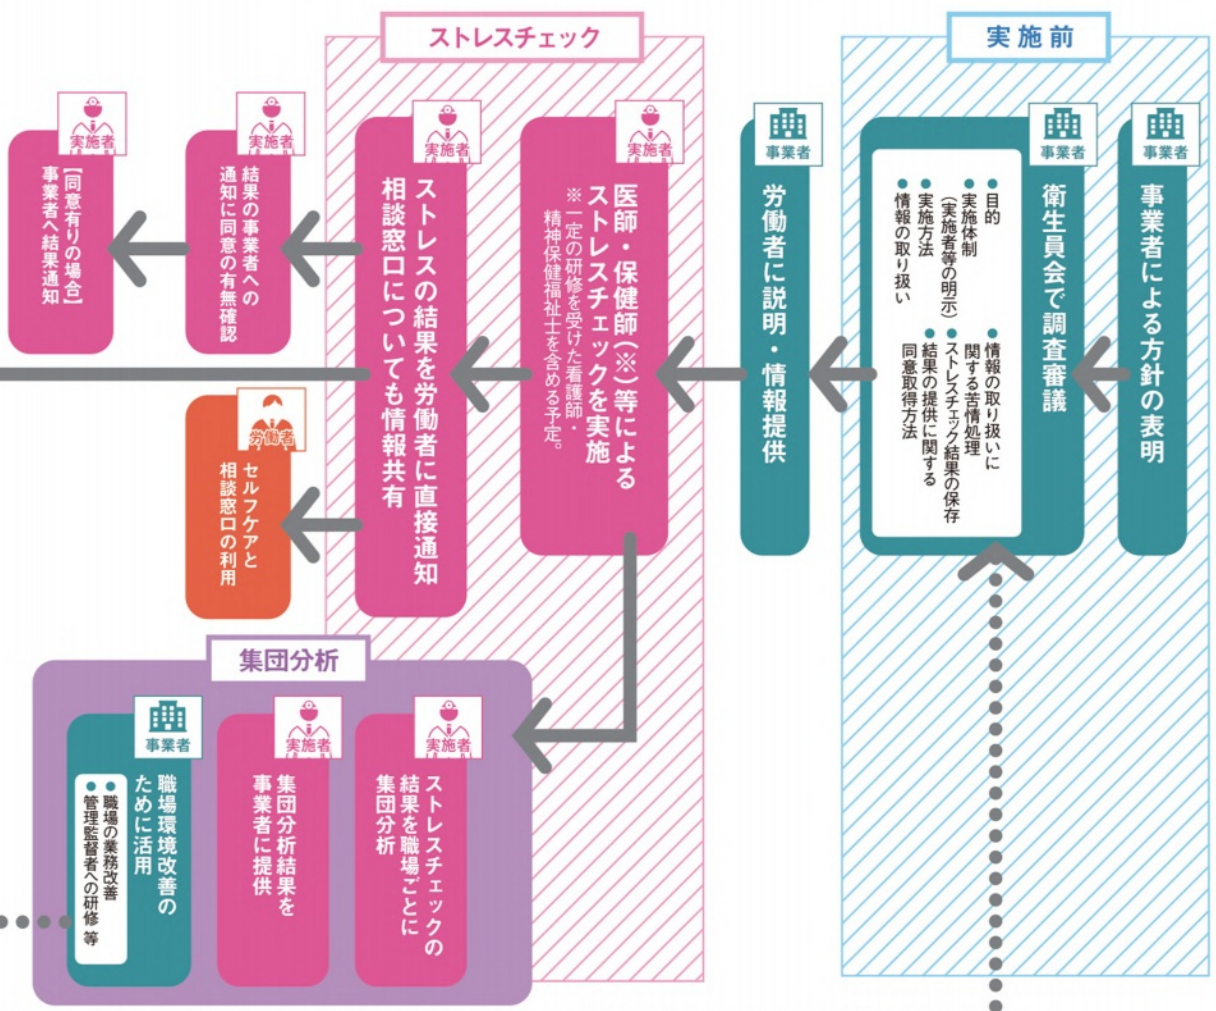 実施前
事業者
事業者による方針の表明
事業者
衛生員会で調査審議
●目的
●実施体制
(実施者等の明示)
●実施方法
●情報の取り扱い
●情報の取り扱いに
関する苦情処理
●ストレスチェック結果の保存
●結果の提供に関する
同意取得方法
事業者
労働者に説明・情報提供
ストレスチェック
実施者
医師・保健師(※)等による
ストレスチェックを実施
※一定の研修を受けた看護師・
精神保健福祉士を含める予定。
実施者
ストレスの結果を労働者に直接通知
相談窓口についても情報共有
実施者
結果の事業者への
通知に同意の有無確認
実施者
【同意有りの場合】
事業者へ結果通知
労働者
セルフケアと
相談窓口の利用
集団分析
実施者
ストレスチェックの
結果を職場ごとに
集団分析
実施者
集団分析結果を
事業者に提供
事業者
職場環境改善の
ために活用
●職場の業務改善
●管理監督者への研修 等